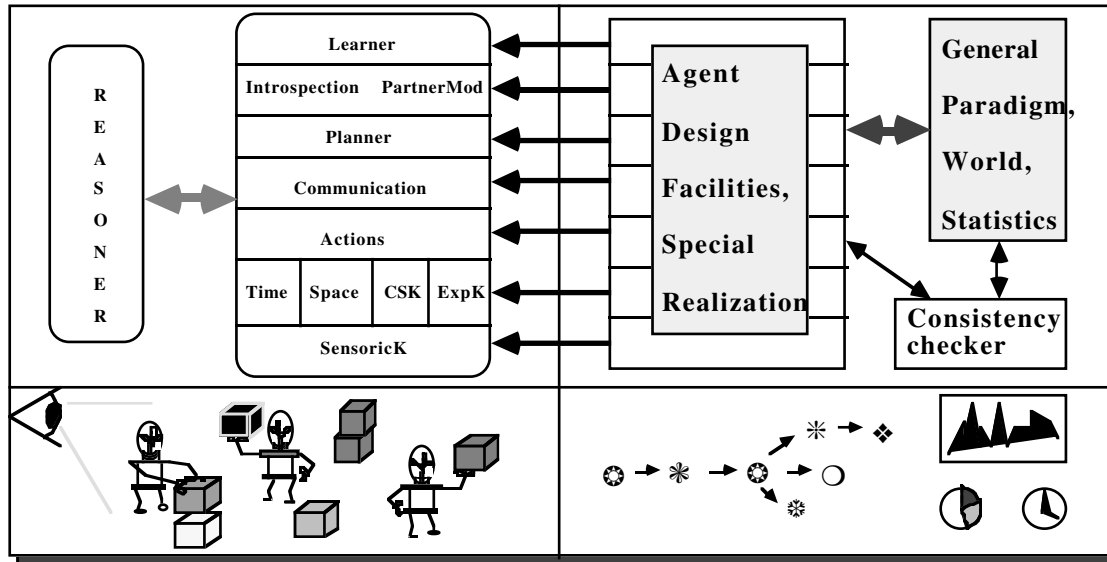 R
E
A
S
O
N
E
R
Learner
Introspection PartnerMod
Planner
Communication
Actions
Time Space CSK ExpK
SensoricK
Agent
Design
Facilities,
Special
Realization
General
Paradigm,
World,
Statistics
Consistency
checker